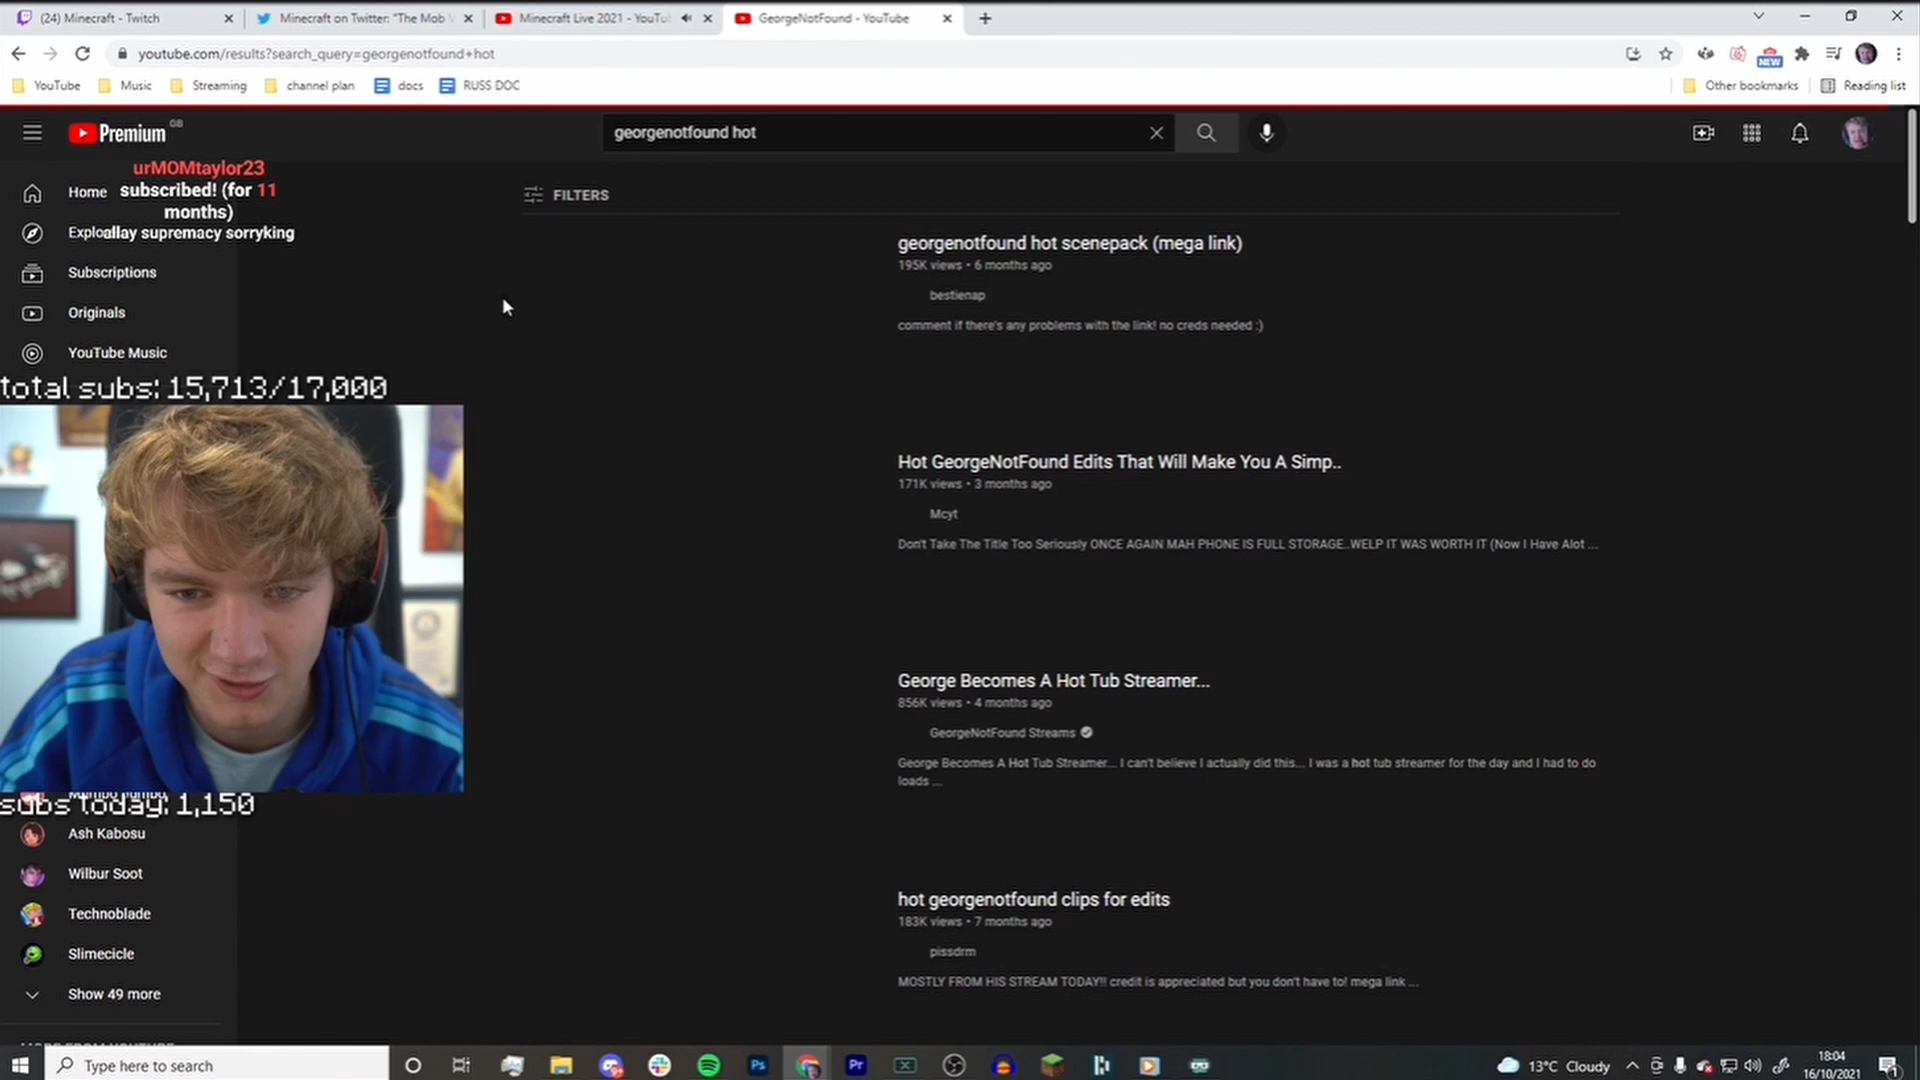 (24) Minecraft - Twitch
Minecraft on Twitter: "The Mob V
Minecraft Live 2021 - YouTu
GeorgeNotFound - YouTube
youtube.com/results?search_query=georgenotfound+hot
NEW
YouTube
Music
Streaming
channel plan
docs
RUSS DOC
Other bookmarks
Reading list
Premium GB
georgenotfound hot
urMOMtaylor23
subscribed! (for 11
months)
allay supremacy sorryking
Home
Explo
Subscriptions
Originals
YouTube Music
total subs: 15,713/17,000
FILTERS
georgenotfound hot scenepack (mega link)
195K views • 6 months ago
bestienap
comment if there's any problems with the link! no creds needed :)
Hot GeorgeNotFound Edits That Will Make You A Simp..
171K views • 3 months ago
Mcyt
Don't Take The Title Too Seriously ONCE AGAIN MAH PHONE IS FULL STORAGE..WELP IT WAS WORTH IT (Now I Have Alot ...
George Becomes A Hot Tub Streamer...
856K views • 4 months ago
GeorgeNotFound Streams
George Becomes A Hot Tub Streamer... I can't believe I actually did this... I was a hot tub streamer for the day and I had to do
loads ...
hot georgenotfound clips for edits
183K views • 7 months ago
pissdrm
MOSTLY FROM HIS STREAM TODAY!! credit is appreciated but you don't have to! mega link ...
subs today: 1,150
Ash Kabosu
Wilbur Soot
Technoblade
Slimecicle
Show 49 more
MORE FROM YOUTUBE
Type here to search
Ps
Pr
13°C Cloudy
18:04
16/10/2021
1